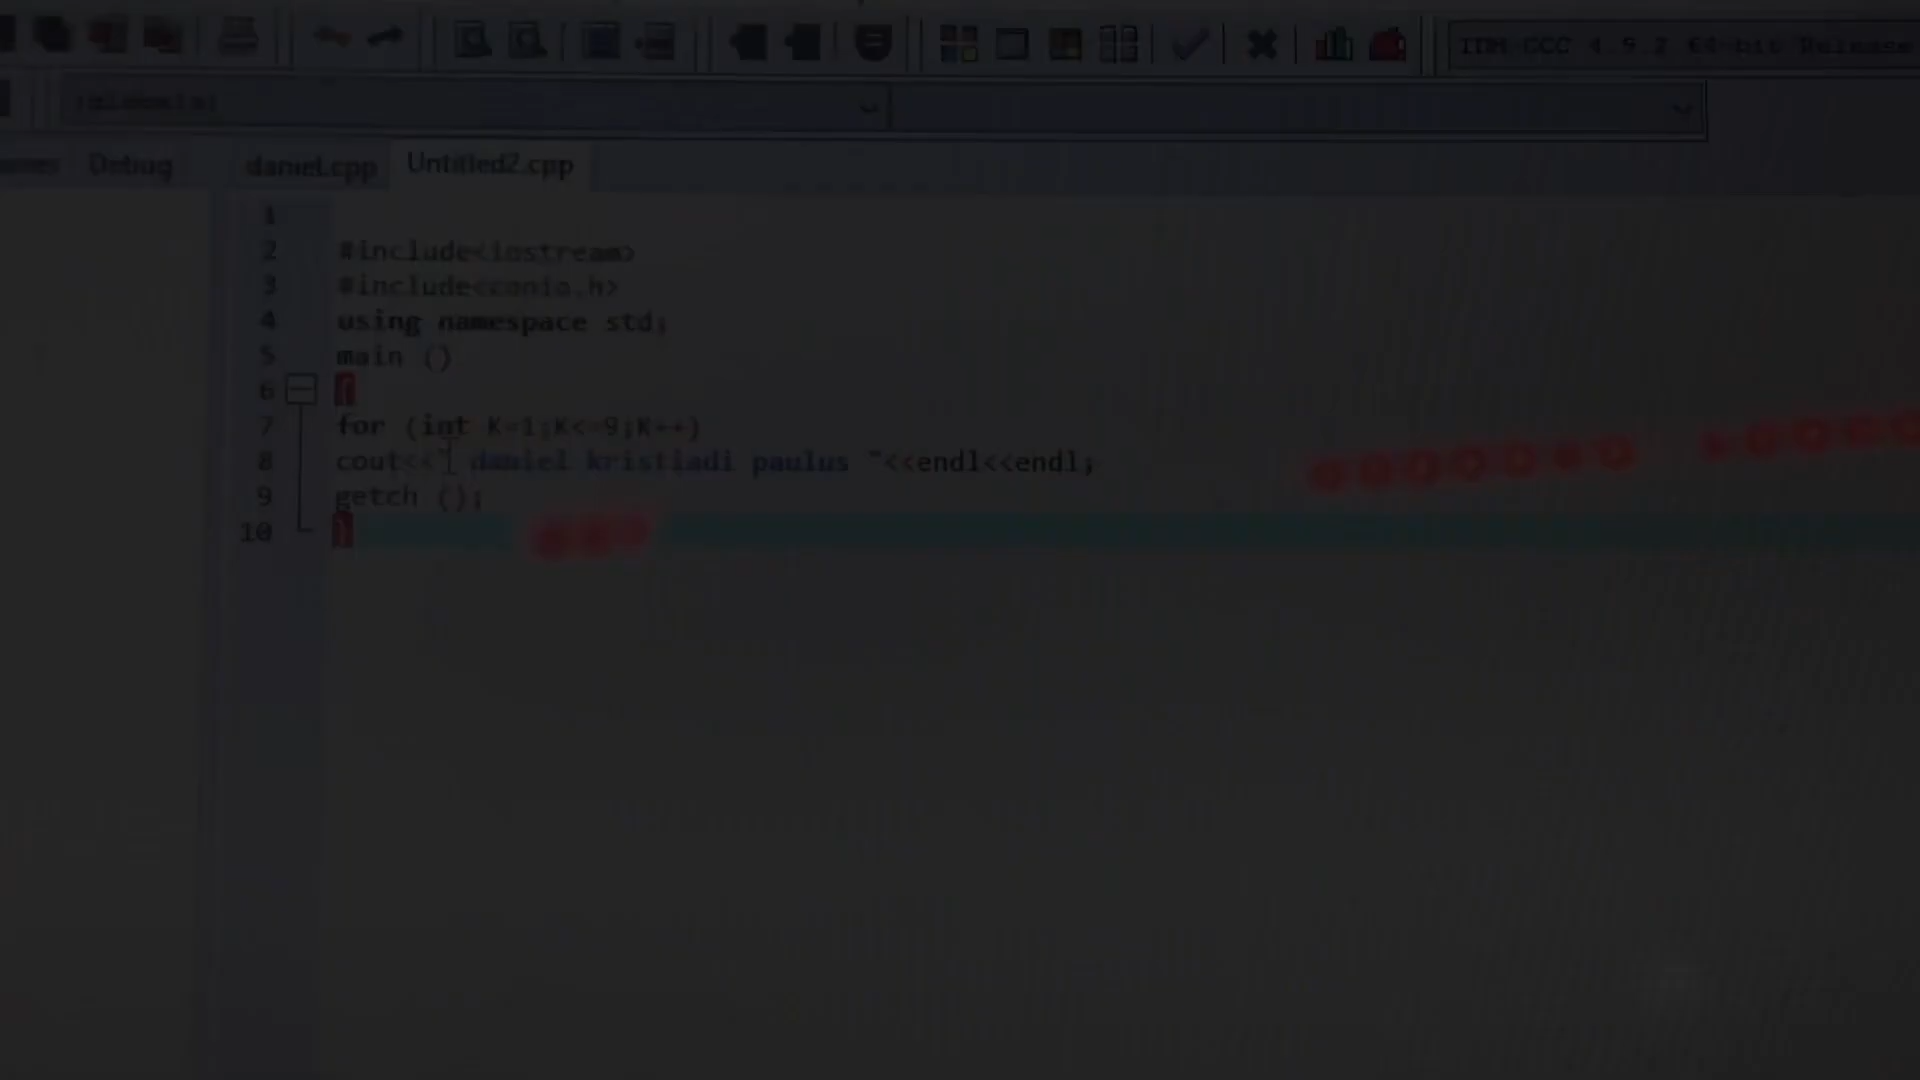 TDM-GCC 4.9.2 64-bit Release
(globals)
Debug daniel.cpp Untitled2.cpp
1
2 #include<iostream>
3 #include<conio.h>
4 using namespace std;
5 main ()
6 {
7 for (int K=1;K<=9;K++)
8 cout<<" daniel kristiadi paulus "<<endl<<endl;
9 getch ();
10 }